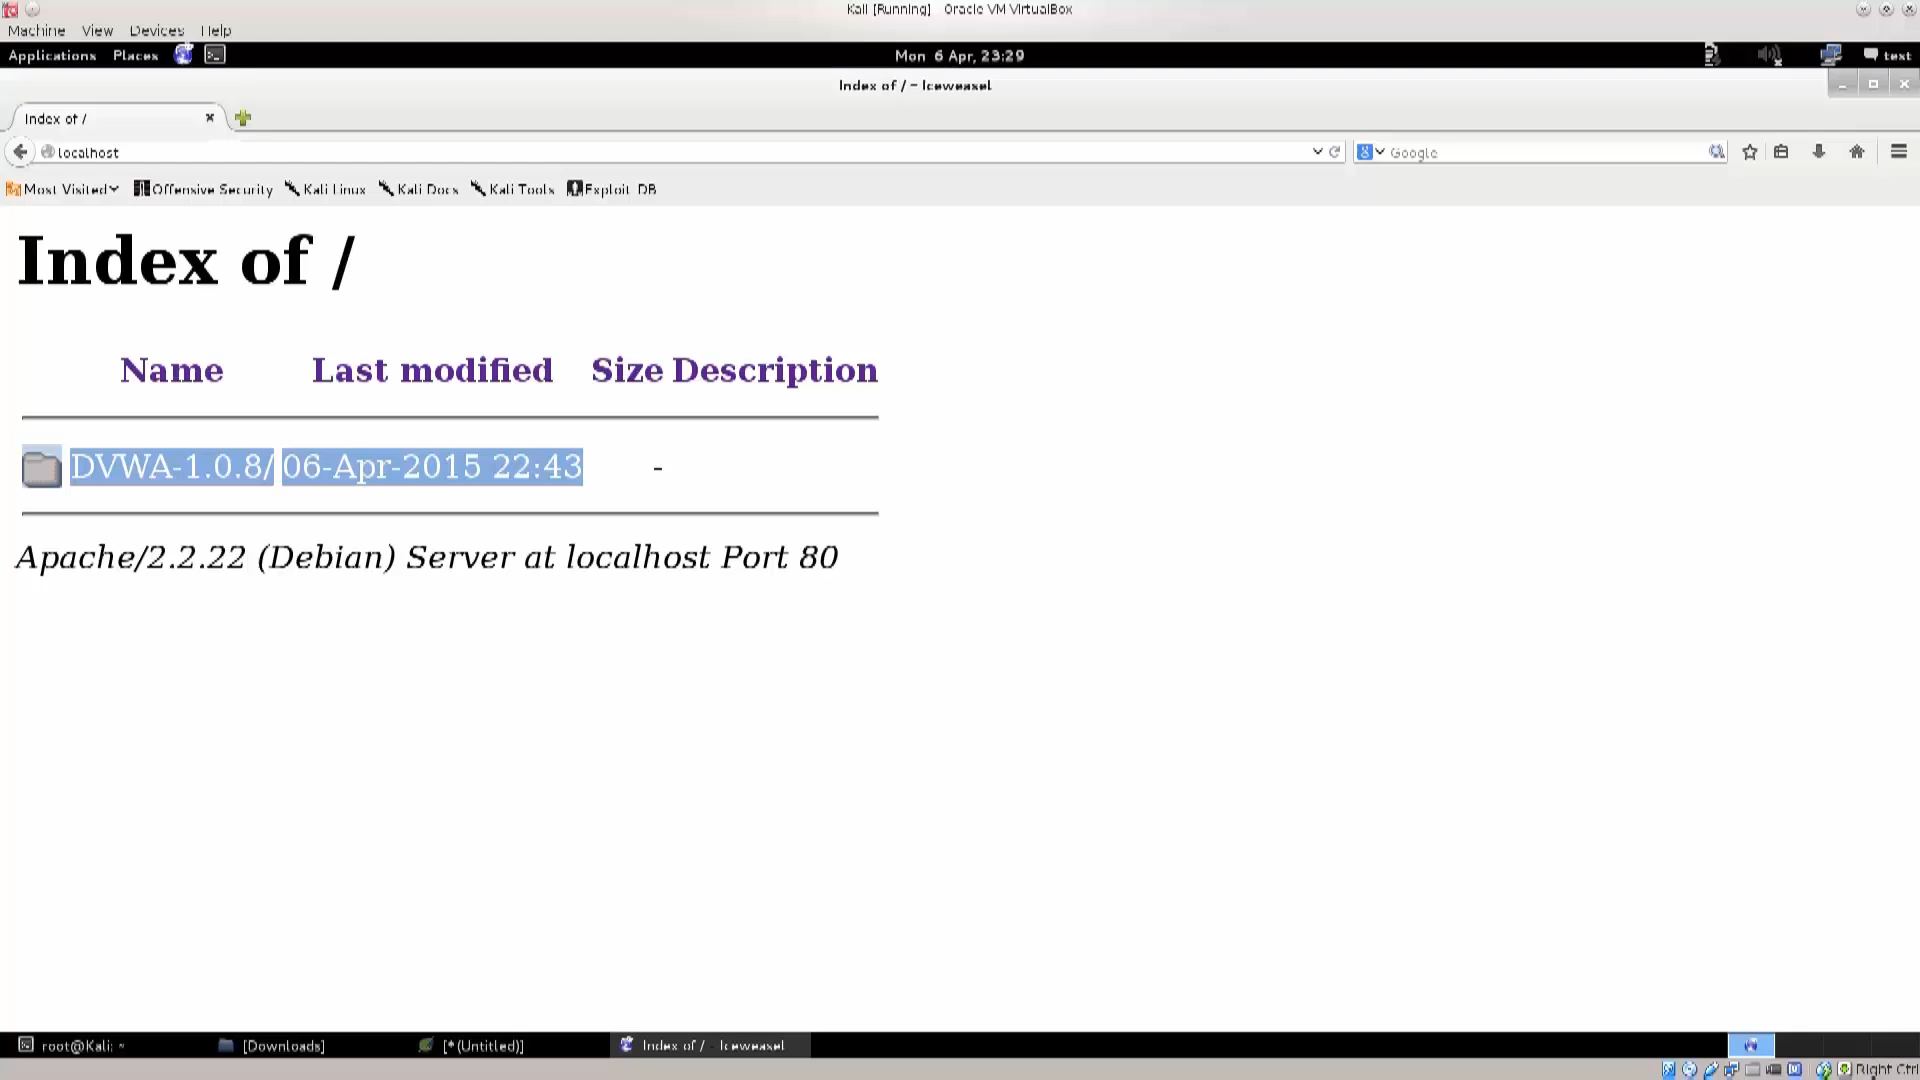 Kali [Running] Oracle VM VirtualBox
Machine View Devices Help
Applications Places Mon 6 Apr, 23:29 text
Index of / - Iceweasel
Index of /
localhost Google
Most Visited Offensive Security Kali Linux Kali Docs Kali Tools Exploit DB
Index of /
Name Last modified Size Description
DVWA-1.0.8/ 06-Apr-2015 22:43 -
Apache/2.2.22 (Debian) Server at localhost Port 80
root@Kali: ~ [Downloads] [*(Untitled)] Index of / - Iceweasel
Right Ctrl